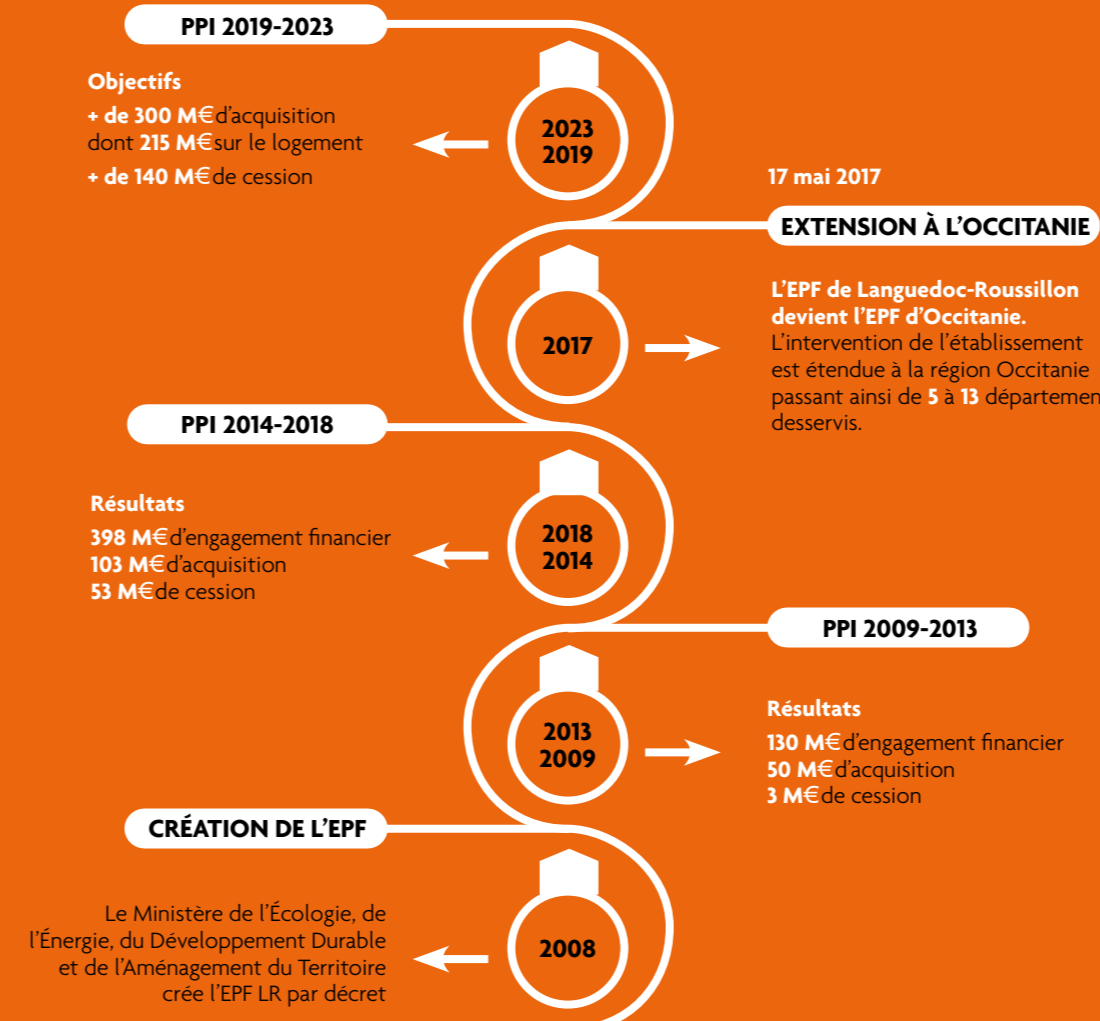 PPI 2019-2023
Objectifs
+ de 300 M€ d'acquisition
dont 215 M€ sur le logement
+ de 140 M€ de cession
2023
2019
17 mai 2017
EXTENSION À L'OCCITANIE
L'EPF de Languedoc-Roussillon
devient l'EPF d'Occitanie.
L'intervention de l'établissement
est étendue à la région Occitanie
passant ainsi de 5 à 13 départemen
desservis.
2017
PPI 2014-2018
Résultats
398 M€ d'engagement financier
103 M€ d'acquisition
53 M€ de cession
2018
2014
PPI 2009-2013
Résultats
130 M€ d'engagement financier
50 M€ d'acquisition
3 M€ de cession
2013
2009
CRÉATION DE L'EPF
Le Ministère de l'Écologie, de
l'Énergie, du Développement Durable
et de l'Aménagement du Territoire
crée l'EPF LR par décret
2008